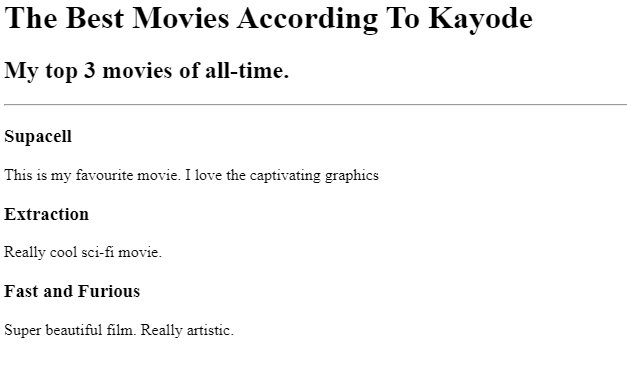 The Best Movies According To Kayode
My top 3 movies of all-time.
Supacell
This is my favourite movie. I love the captivating graphics
Extraction
Really cool sci-fi movie.
Fast and Furious
Super beautiful film. Really artistic.